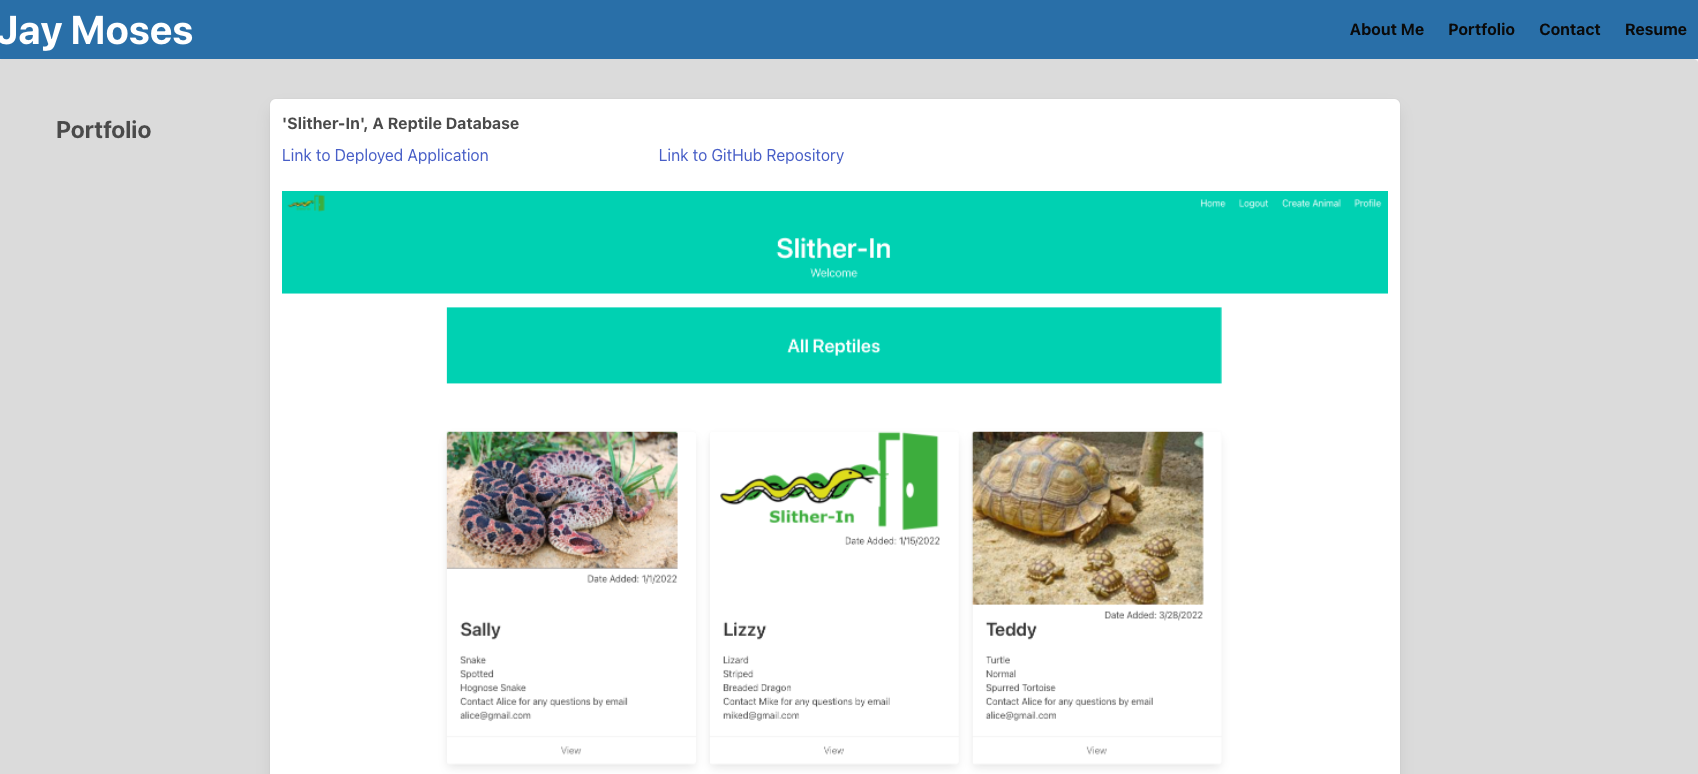 Jay Moses
About Me Portfolio Contact Resume
Portfolio
'Slither-In', A Reptile Database
Link to Deployed Application Link to GitHub Repository
Home Logout Create Animal Profile
Slither-In
Welcome
All Reptiles
Date Added: 1/1/2022
Sally
Snake
Spotted
Hognose Snake
Contact Alice for any questions by email
alice@gmail.com
View
Slither-In
Date Added: 1/15/2022
Lizzy
Lizard
Striped
Breaded Dragon
Contact Mike for any questions by email
miked@gmail.com
View
Date Added: 3/28/2022
Teddy
Turtle
Normal
Spurred Tortoise
Contact Alice for any questions by email
alice@gmail.com
View